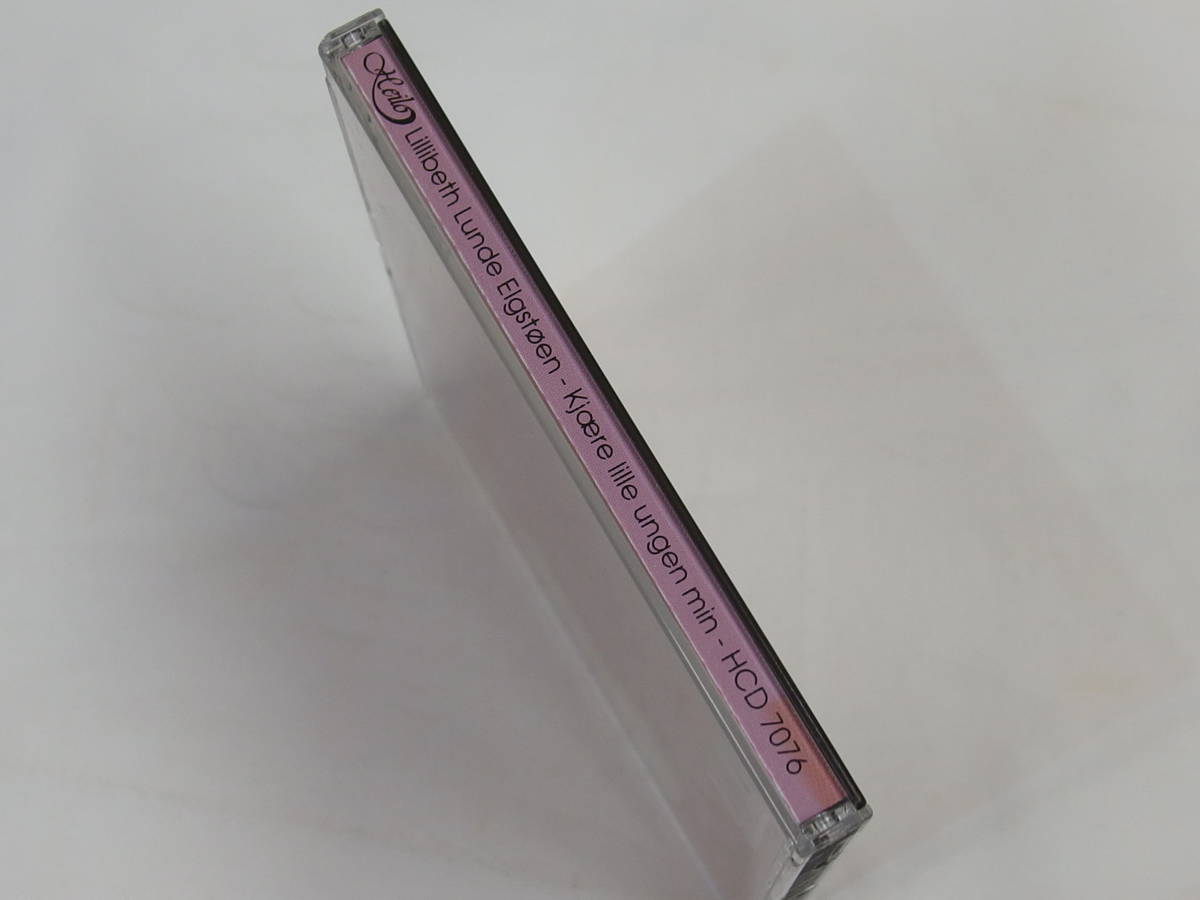 Heilo Lillibeth Lunde Elgstøen - Kjære lille ungen min - HCD 7076